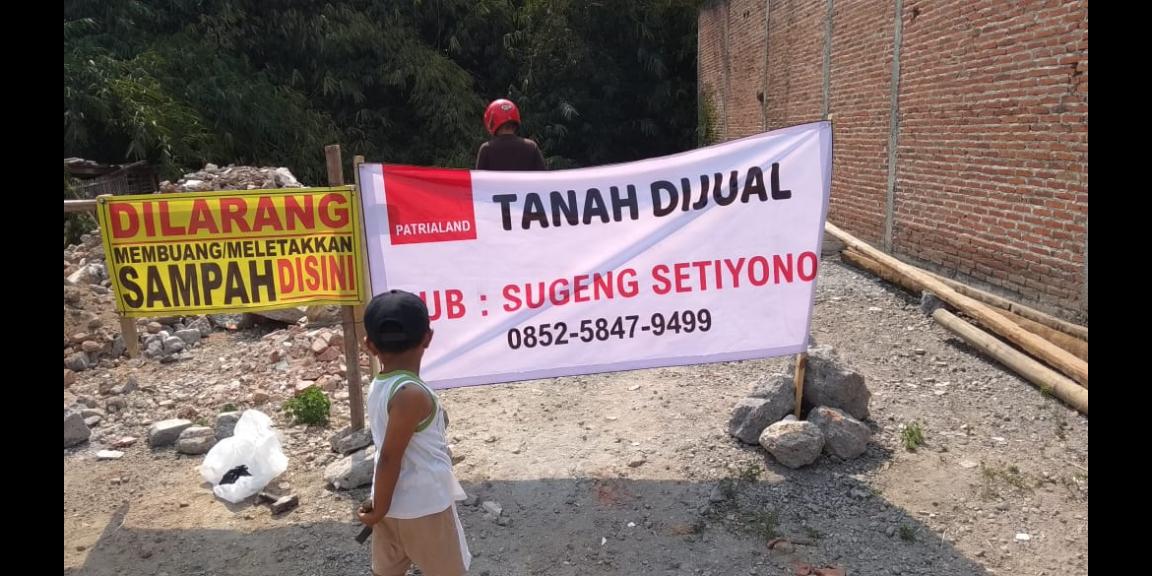 DILARANG
MEMBUANG/MELETAKKAN
SAMPAH DISINI
PATRIALAND
TANAH DIJUAL
UB : SUGENG SETIYONO
0852-5847-9499